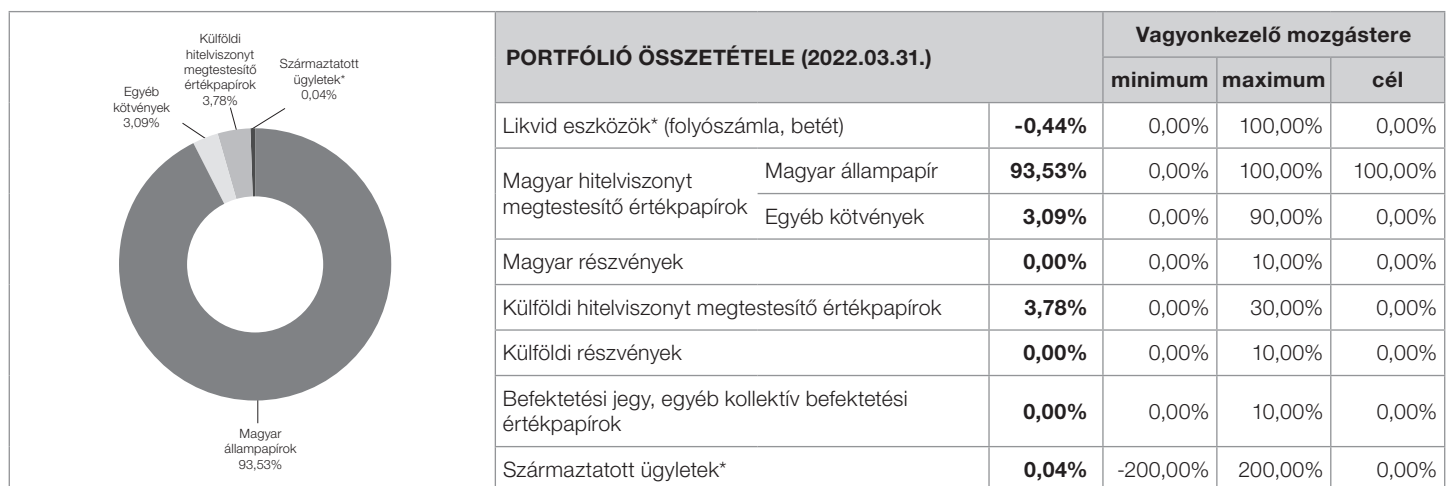 Külföldi
hitelviszonyt
megtestesítő
értékpapírok
3,78%
Származtatott
ügyletek*
0,04%
Egyéb
kötvények
3,09%
Magyar
állampapírok
93,53%
PORTFÓLIÓ ÖSSZETÉTELE (2022.03.31.) Vagyonkezelő mozgástere
minimum maximum cél
Likvid eszközök* (folyószámla, betét) -0,44% 0,00% 100,00% 0,00%
Magyar hitelviszonyt
megtestesítő értékpapírok
Magyar állampapír 93,53% 0,00% 100,00% 100,00%
Egyéb kötvények 3,09% 0,00% 90,00% 0,00%
Magyar részvények 0,00% 0,00% 10,00% 0,00%
Külföldi hitelviszonyt megtestesítő értékpapírok 3,78% 0,00% 30,00% 0,00%
Külföldi részvények 0,00% 0,00% 10,00% 0,00%
Befektetési jegy, egyéb kollektív befektetési
értékpapírok 0,00% 0,00% 10,00% 0,00%
Származtatott ügyletek* 0,04% -200,00% 200,00% 0,00%